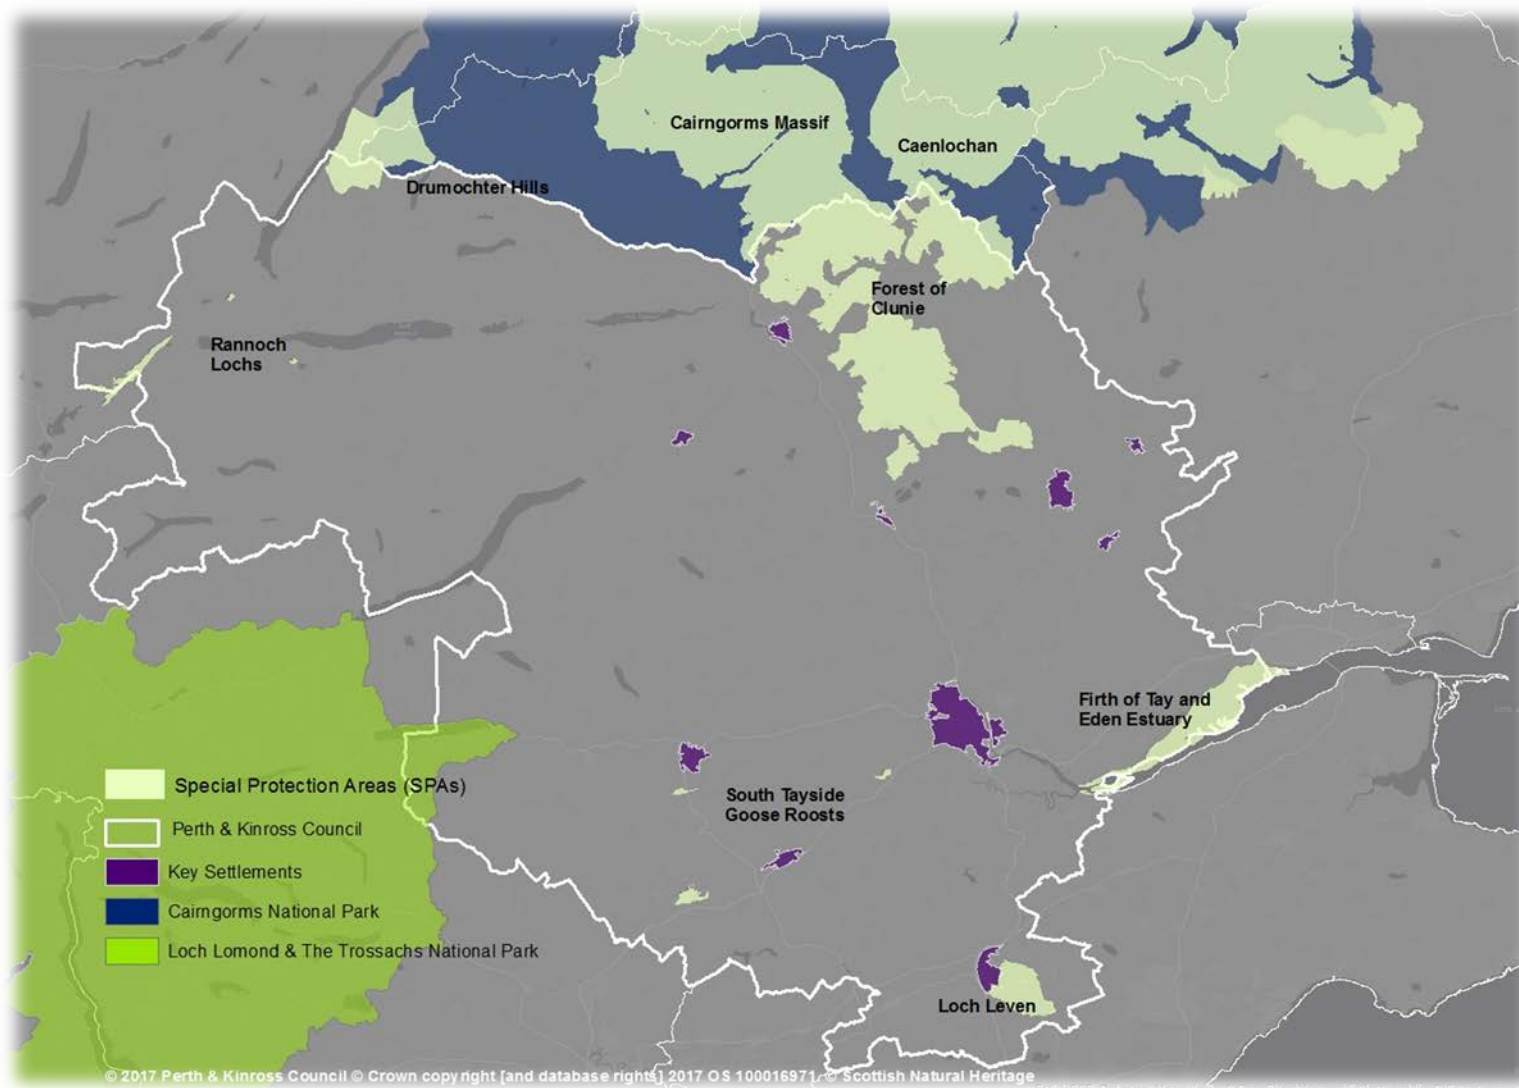 Cairngorms Massif
Caenlochan
Drumochter Hills
Forest of
Clunie
Rannoch
Lochs
Firth of Tay and
Eden Estuary
South Tayside
Goose Roosts
Loch Leven
Special Protection Areas (SPAs)
Perth & Kinross Council
Key Settlements
Cairngorms National Park
Loch Lomond & The Trossachs National Park
© 2017 Perth & Kinross Council © Crown copyright [and database rights] 2017 OS 100016971, © Scottish Natural Heritage